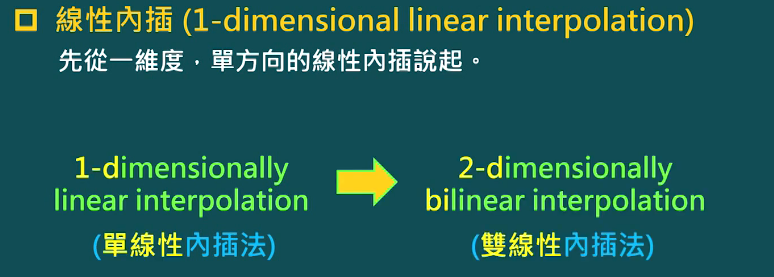 線性內插 (1-dimensional linear interpolation)
先從一維度，單方向的線性內插說起。
1-dimensionally
linear interpolation
(單線性內插法)
2-dimensionally
bilinear interpolation
(雙線性內插法)